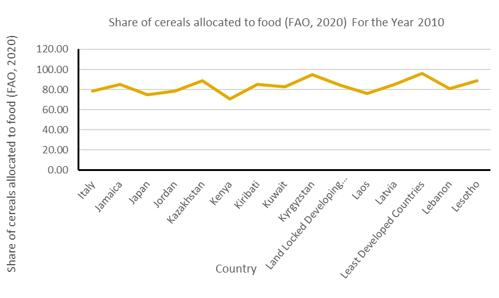 Share of cereals allocated to food (FAO, 2020) For the Year 2010
Share of cereals allocated to food (FAO, 2020)
120.00
100.00
80.00
60.00
40.00
20.00
0.00
Italy
Jamaica
Japan
Jordan
Kazakhstan
Kenya
Kiribati
Kuwait
Kyrgyzstan
Land Locked Developing...
Laos
Latvia
Least Developed Countries
Lebanon
Lesotho
Country